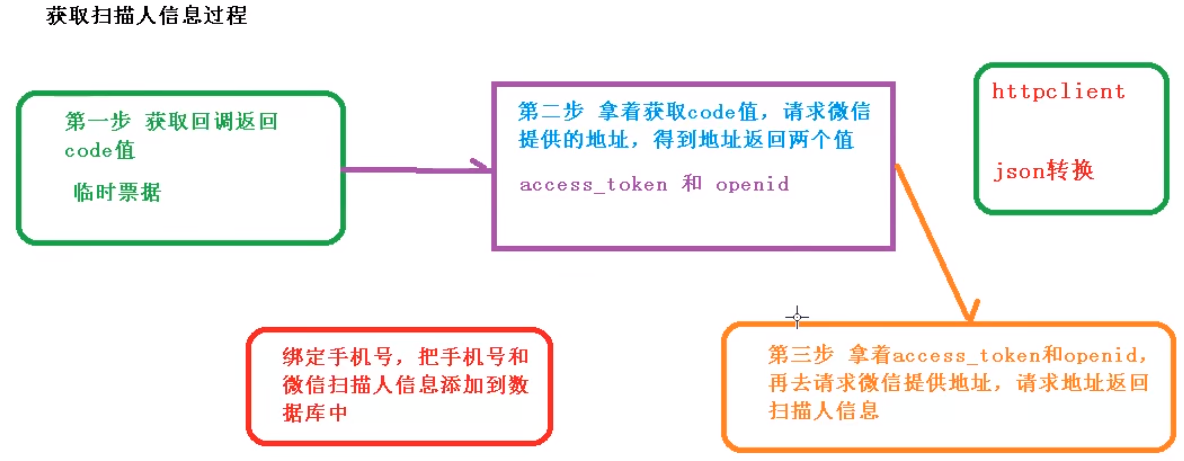 获取扫描人信息过程
第一步 获取回调返回
code值
临时票据
第二步 拿着获取code值，请求微信
提供的地址，得到地址返回两个值
access_token 和 openid
httpclient
json转换
绑定手机号，把手机号和
微信扫描人信息添加到数
据库中
第三步 拿着access_token和openid，
再去请求微信提供地址，请求地址返回
扫描人信息